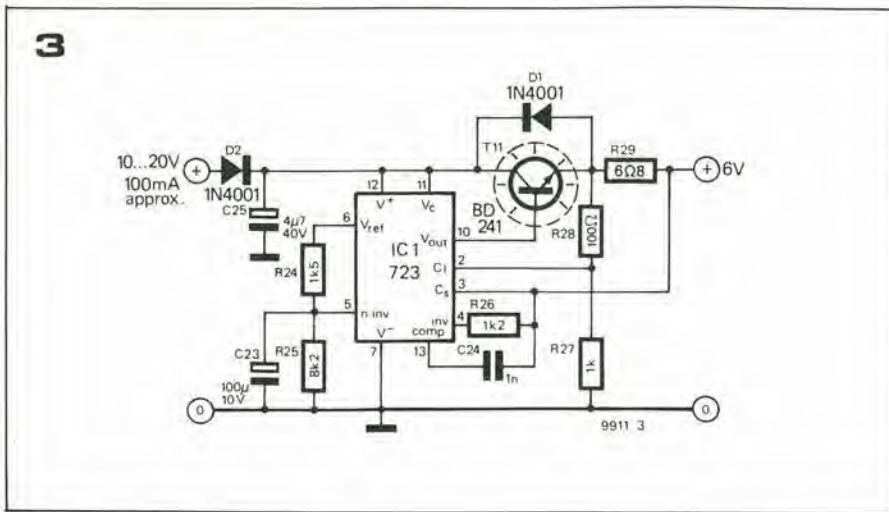 3
D1
1N4001
10...20V
100mA
approx.
+
D2
1N4001
T11
R29
6Ω8
+
6V
C25
4µ7
40V
12
11
V+
Vc
BD
241
R28
100Ω
6
Vref
10
VOUT
IC1
723
2
CI
3
Cs
R24
1k5
5
n inv
inv
4
R26
1k2
comp
V−
7
13
C24
1n
R27
1k
C23
100µ
10V
R25
8k2
0
0
9911 3